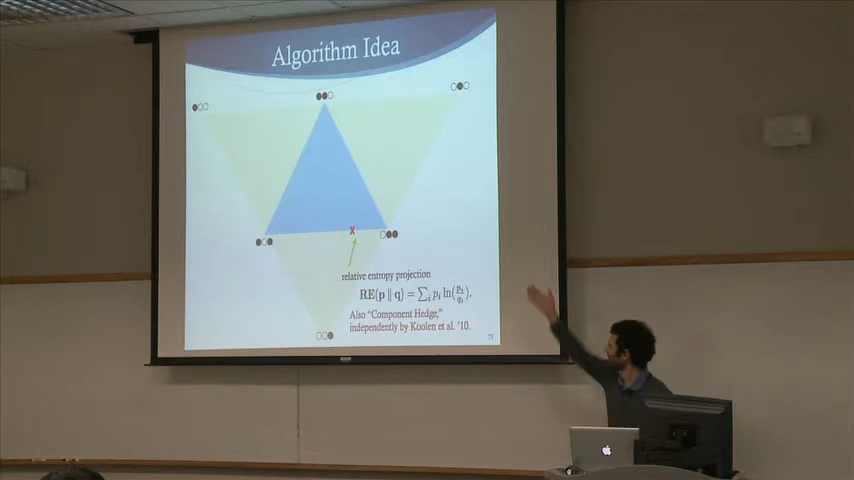 Algorithm Idea
relative entropy projection
RE(p ∥ q) = ∑ᵢ pᵢ ln(pᵢ/qᵢ).
Also "Component Hedge,"
independently by Koolen et al. '10.
73